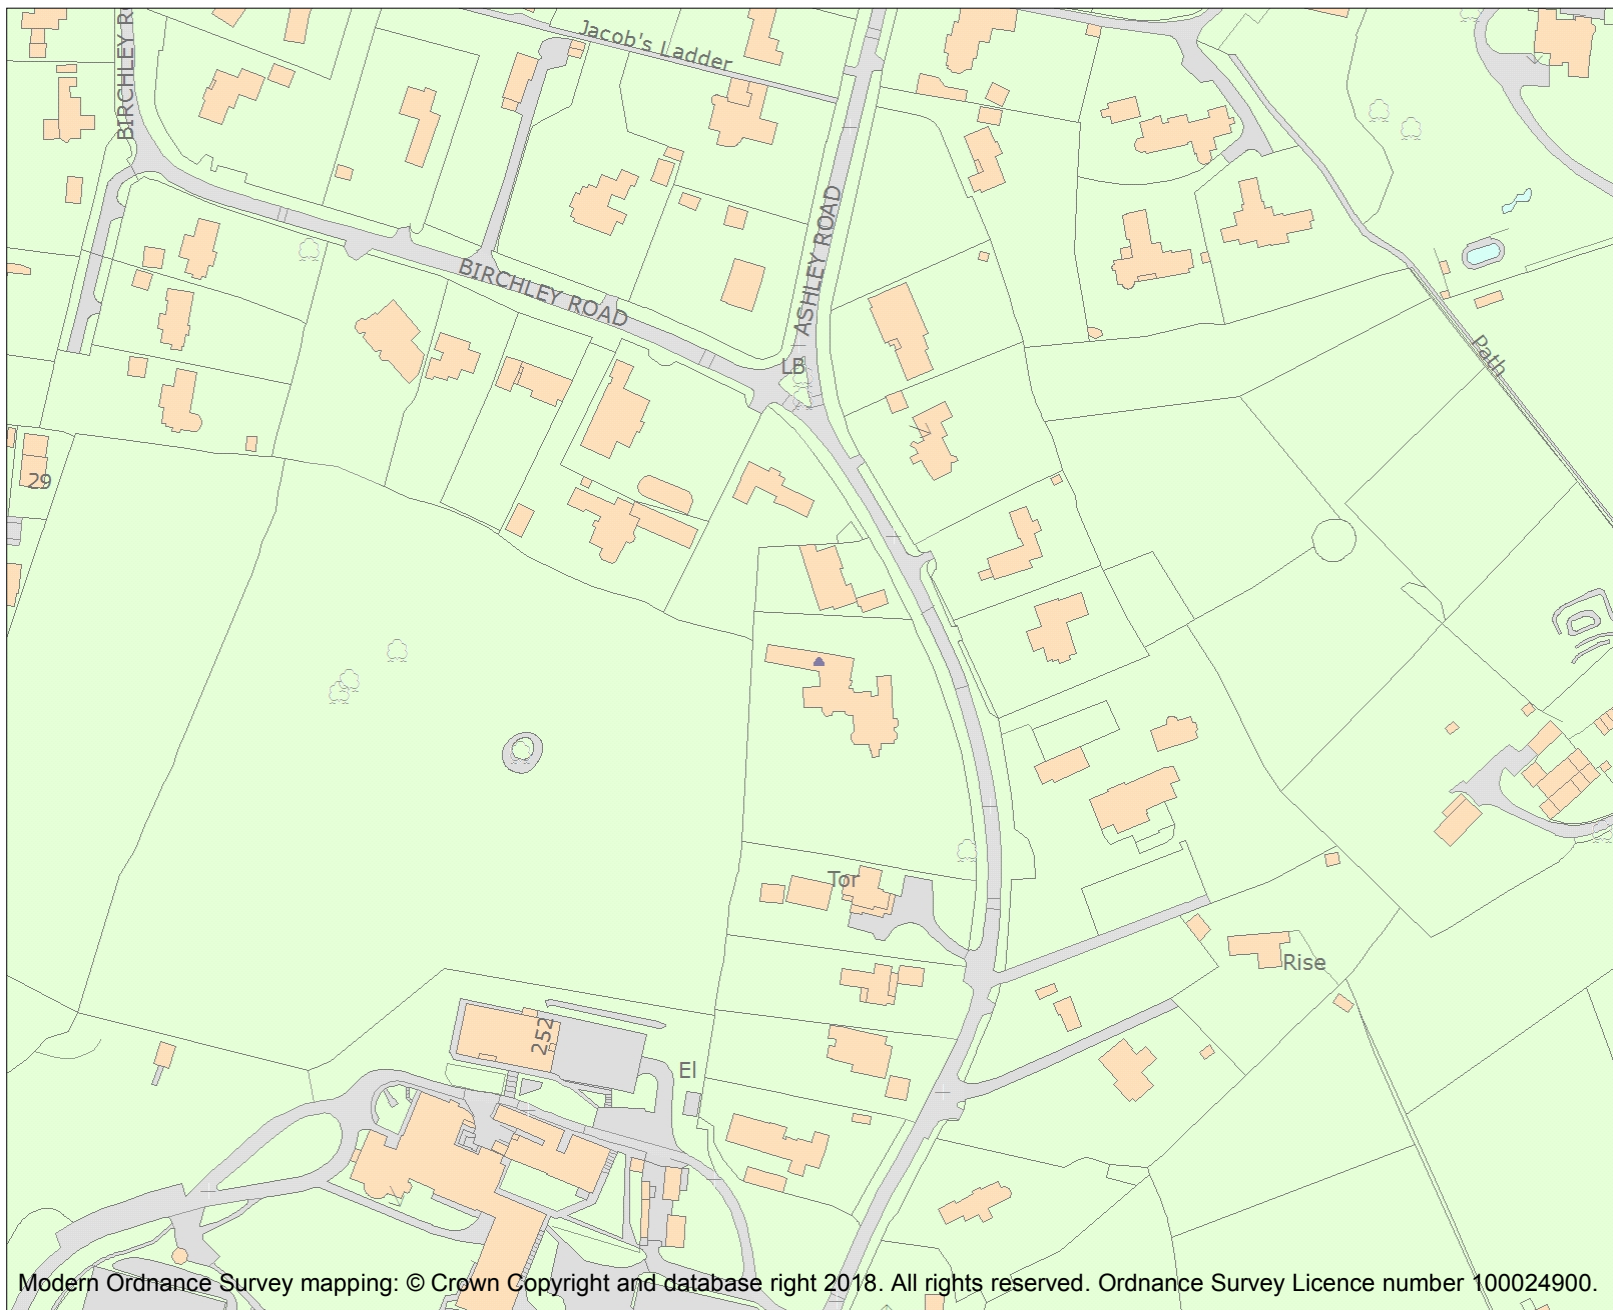 Jacob's Ladder
BIRCHLEY R
ASHLEY ROAD
BIRCHLEY ROAD
LB
Path
29
Tor
Rise
252
El
Modern Ordnance Survey mapping: © Crown Copyright and database right 2018. All rights reserved. Ordnance Survey Licence number 100024900.